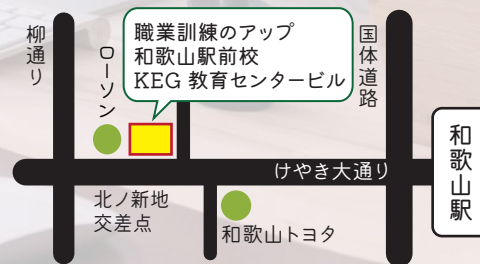 職業訓練のアップ
和歌山駅前校
KEG 教育センタービル
柳通り
ローソン
国体道路
けやき大通り
和歌山駅
北ノ新地
交差点
和歌山トヨタ